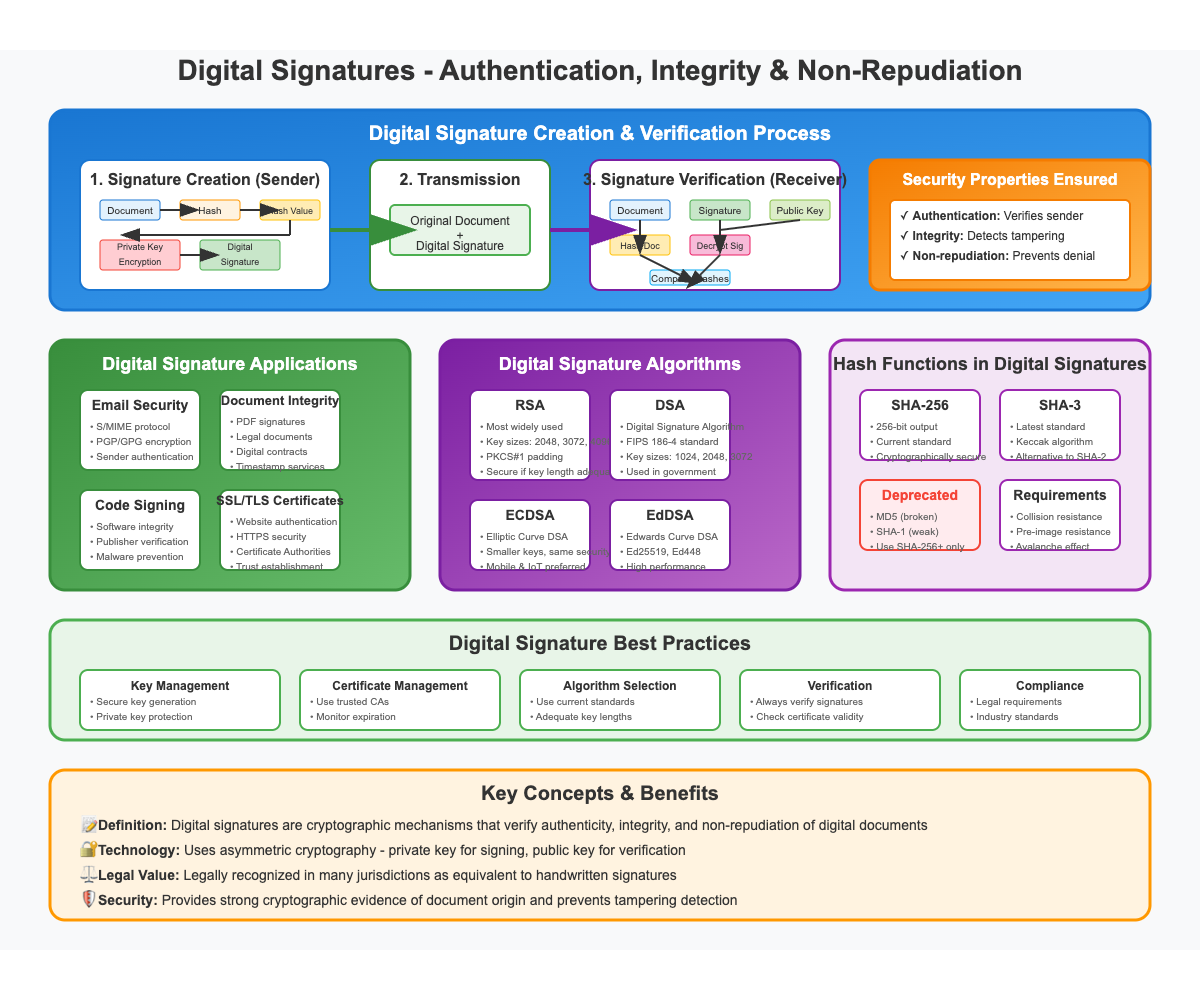 Digital Signatures - Authentication, Integrity & Non-Repudiation
Digital Signature Creation & Verification Process
1. Signature Creation (Sender)
Document
Hash
Hash Value
Private Key
Encryption
Digital
Signature
2. Transmission
Original Document
+
Digital Signature
3. Signature Verification (Receiver)
Document
Signature
Public Key
Hash Doc
Decrypt Sig
Compare Hashes
Security Properties Ensured
✓ Authentication: Verifies sender
✓ Integrity: Detects tampering
✓ Non-repudiation: Prevents denial
Digital Signature Applications
Email Security
• S/MIME protocol
• PGP/GPG encryption
• Sender authentication
Document Integrity
• PDF signatures
• Legal documents
• Digital contracts
• Timestamp services
Code Signing
• Software integrity
• Publisher verification
• Malware prevention
SSL/TLS Certificates
• Website authentication
• HTTPS security
• Certificate Authorities
• Trust establishment
Digital Signature Algorithms
RSA
• Most widely used
• Key sizes: 2048, 3072,
• PKCS#1 padding
• Secure if key length
DSA
• Digital Signature Algorithm
• FIPS 186-4 standard
• Key sizes: 1024, 2048, 3072
• Used in government
ECDSA
• Elliptic Curve DSA
• Smaller keys, same security
• Mobile & IoT preferred
EdDSA
• Edwards Curve DSA
• Ed25519, Ed448
• High performance
Hash Functions in Digital Signatures
SHA-256
• 256-bit output
• Current standard
• Cryptographically secure
SHA-3
• Latest standard
• Keccak algorithm
• Alternative to SHA-2
Deprecated
• MD5 (broken)
• SHA-1 (weak)
• Use SHA-256+ only
Requirements
• Collision resistance
• Pre-image resistance
• Avalanche effect
Digital Signature Best Practices
Key Management
• Secure key generation
• Private key protection
Certificate Management
• Use trusted CAs
• Monitor expiration
Algorithm Selection
• Use current standards
• Adequate key lengths
Verification
• Always verify signatures
• Check certificate validity
Compliance
• Legal requirements
• Industry standards
Key Concepts & Benefits
📝Definition: Digital signatures are cryptographic mechanisms that verify authenticity, integrity, and non-repudiation of digital documents
🔐Technology: Uses asymmetric cryptography - private key for signing, public key for verification
⚖️Legal Value: Legally recognized in many jurisdictions as equivalent to handwritten signatures
🛡️Security: Provides strong cryptographic evidence of document origin and prevents tampering detection